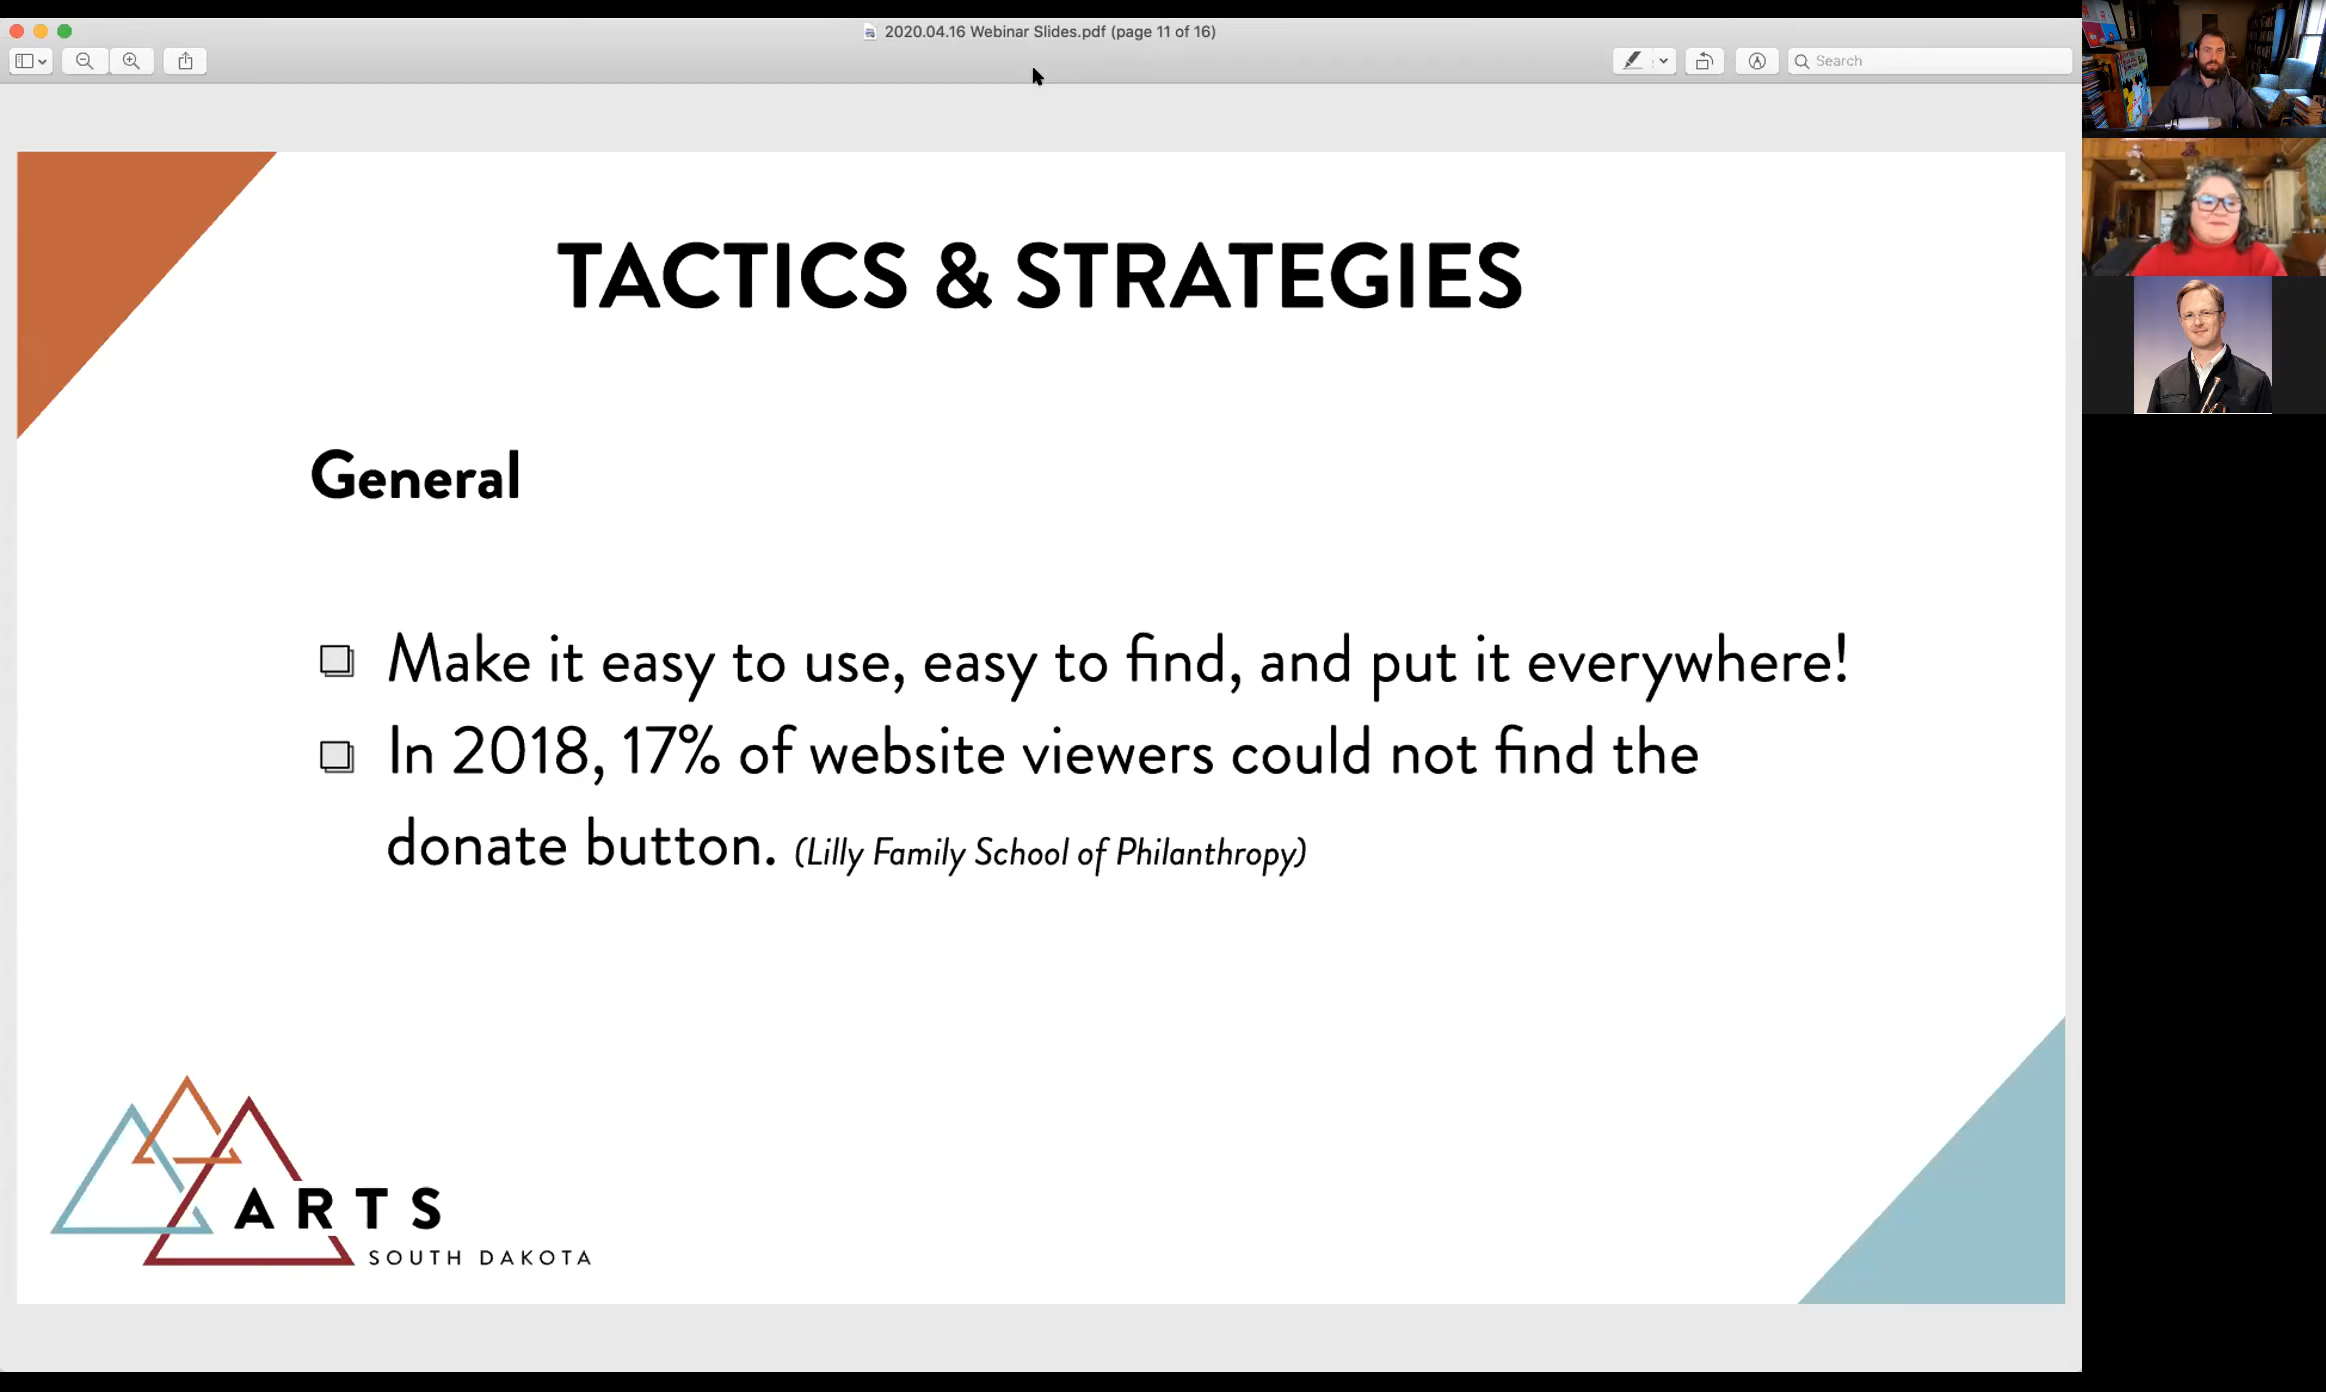 2020.04.16 Webinar Slides.pdf (page 11 of 16)
Search
TACTICS & STRATEGIES
General
Make it easy to use, easy to find, and put it everywhere!
In 2018, 17% of website viewers could not find the
donate button. (Lilly Family School of Philanthropy)
ARTS
SOUTH DAKOTA